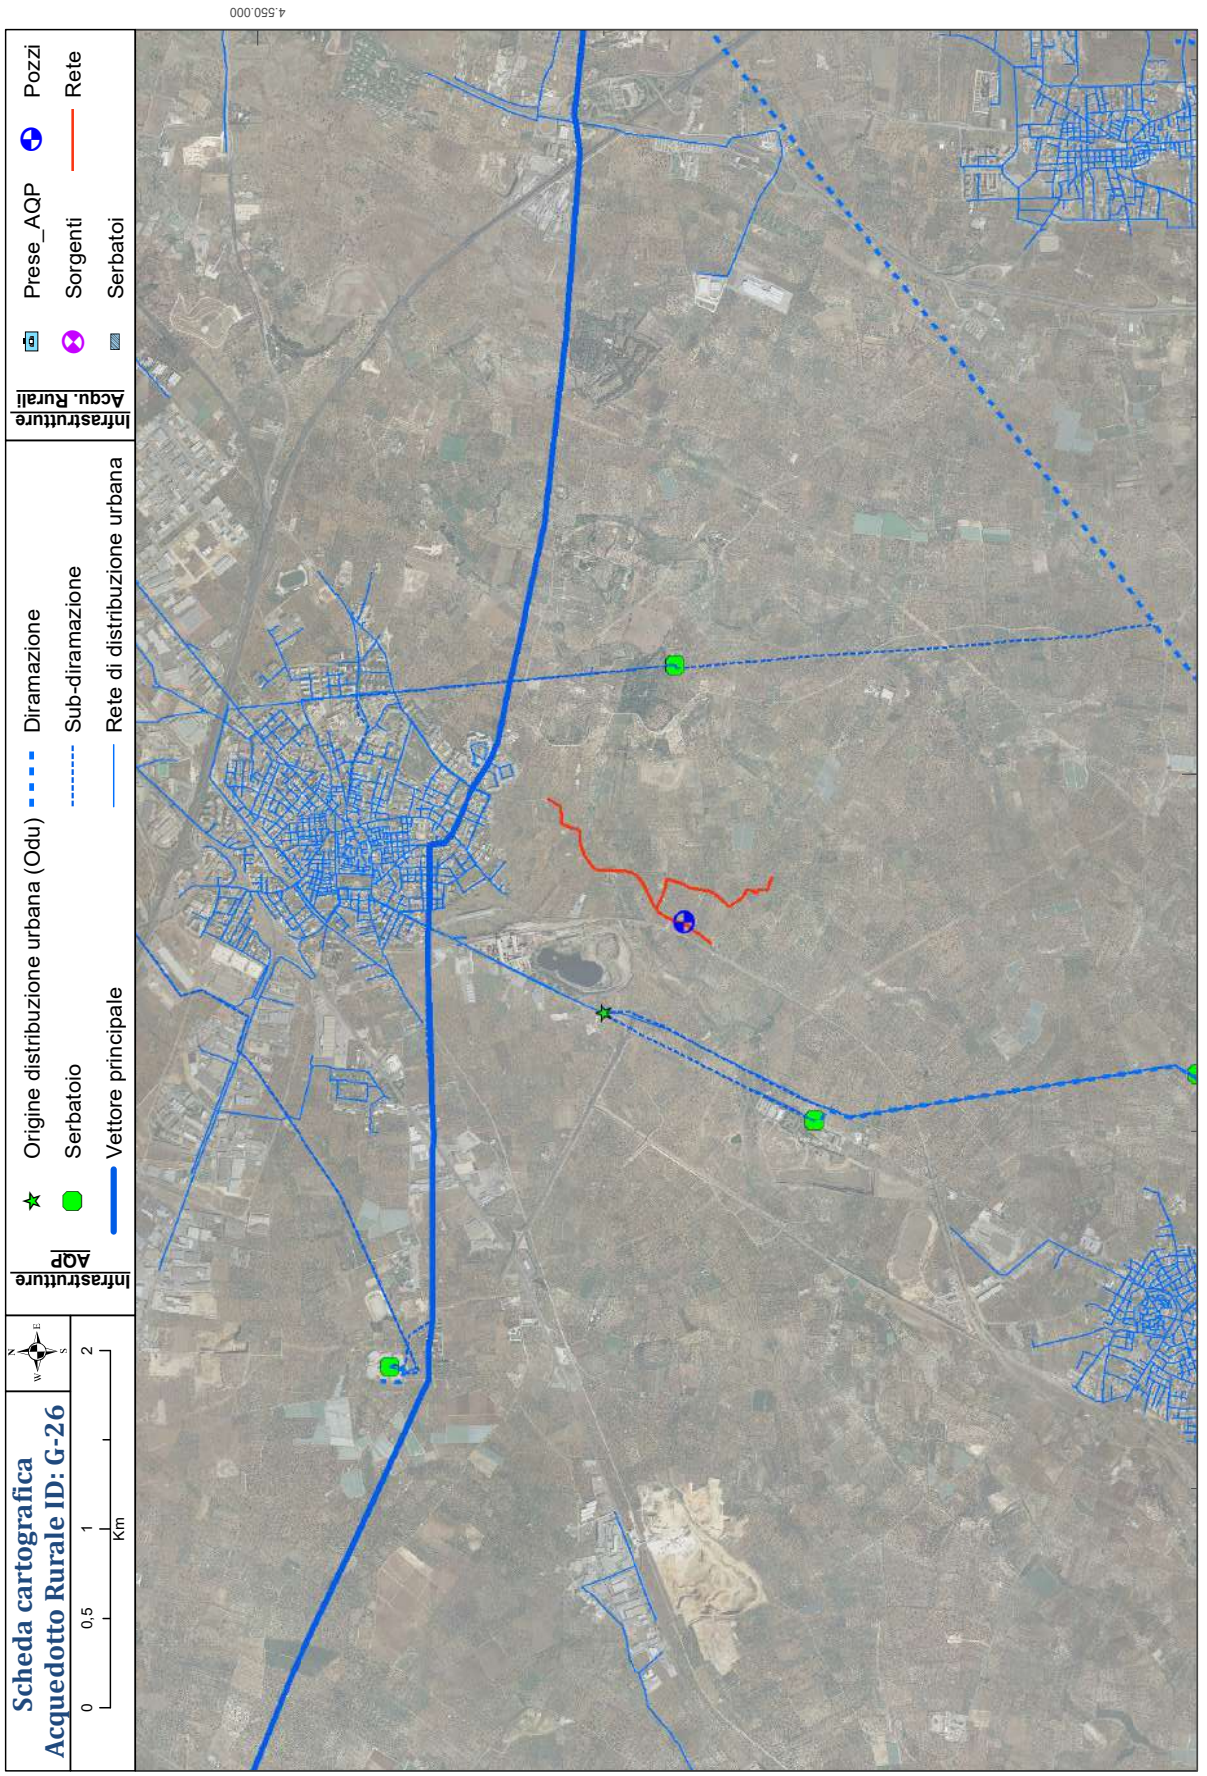 Scheda cartografica
Acquedotto Rurale ID: G-26
N
W
E
S
0
0,5
1
2
Km
Infrastrutture
AQP
Origine distribuzione urbana (Odu)
Serbatoio
Vettore principale
Diramazione
Sub-diramazione
Rete di distribuzione urbana
Infrastrutture
Acqu. Rurali
Prese_AQP
Sorgenti
Serbatoi
Pozzi
Rete
4.550.000